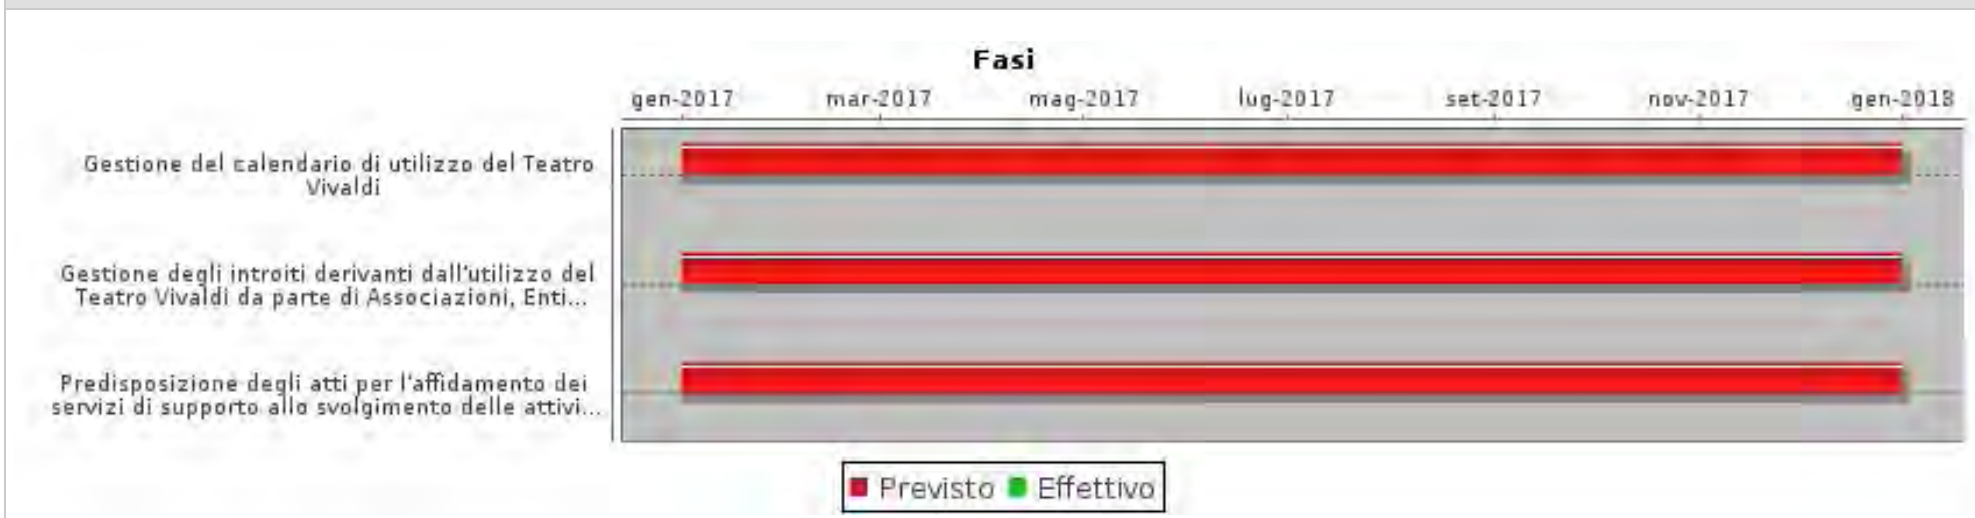 Fasi
gen-2017 mar-2017 mag-2017 lug-2017 set-2017 nov-2017 gen-2018
Gestione del calendario di utilizzo del Teatro
Vivaldi
Gestione degli introiti derivanti dall'utilizzo del
Teatro Vivaldi da parte di Associazioni, Enti...
Predisposizione degli atti per l'affidamento dei
servizi di supporto allo svolgimento delle attivi...
Previsto Effettivo